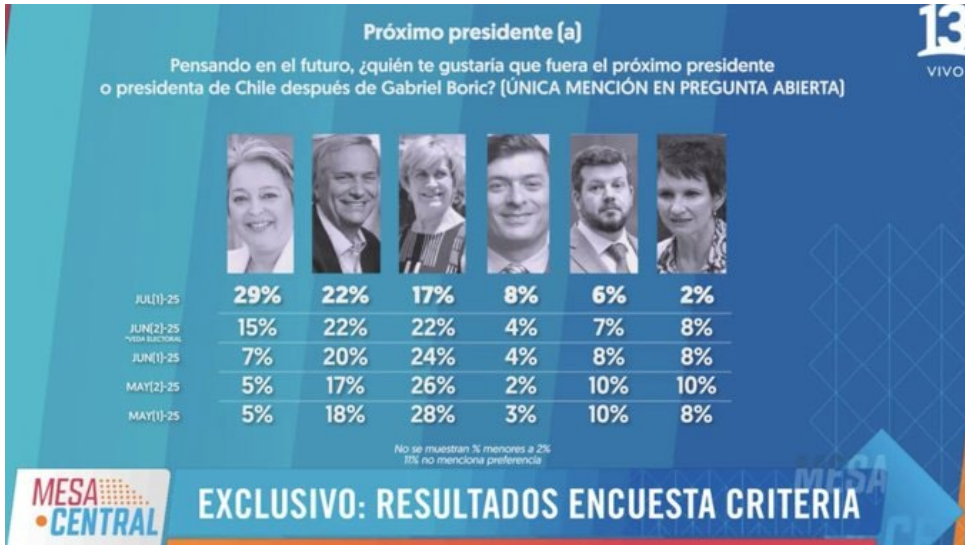 13
VIVO
Próximo presidente (a)
Pensando en el futuro, ¿quién te gustaría que fuera el próximo presidente
o presidenta de Chile después de Gabriel Boric? (ÚNICA MENCIÓN EN PREGUNTA ABIERTA)
JUL(1)-25 29% 22% 17% 8% 6% 2%
JUN(2)-25 15% 22% 22% 4% 7% 8%
*VEDA ELECTORAL
JUN(1)-25 7% 20% 24% 4% 8% 8%
MAY(2)-25 5% 17% 26% 2% 10% 10%
MAY(1)-25 5% 18% 28% 3% 10% 8%
No se muestran % menores a 2%
11% no menciona preferencia
MESA
CENTRAL
EXCLUSIVO: RESULTADOS ENCUESTA CRITERIA
MESA
CE